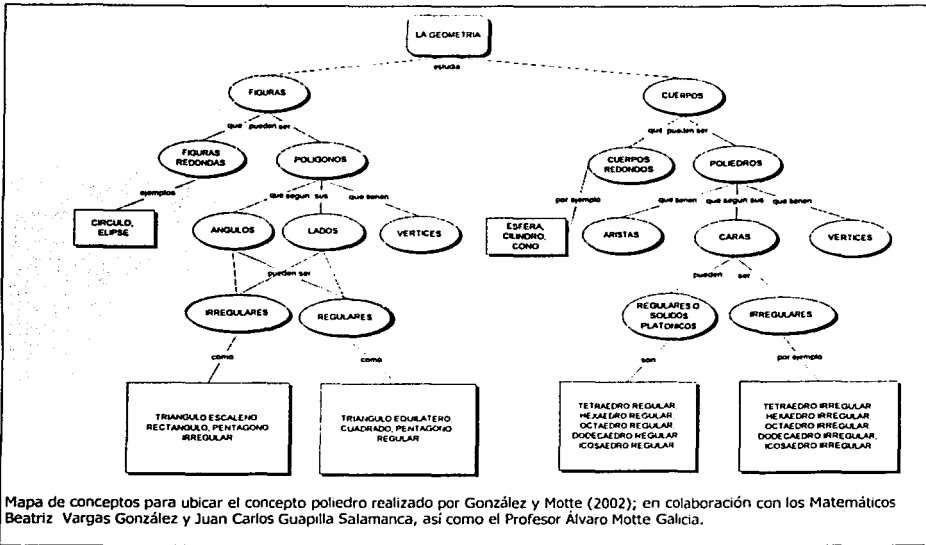 LA GEOMETRIA
estudia
FIGURAS
CUERPOS
que pueden ser
que pueden ser
FIGURAS
REDONDAS
POLIGONOS
CUERPOS
REDONDOS
POLIEDROS
ejemplos
que segun sus
que tienen
por ejemplo
que tienen
que segun sus
que tienen
CIRCULO,
ELIPSE
ANGULOS
LADOS
VERTICES
ESFERA,
CILINDRO,
CONO
ARISTAS
CARAS
VERTICES
pueden ser
pueden ser
IRREGULARES
REGULARES
REGULARES O
SOLIDOS
PLATONICOS
IRREGULARES
como
como
son
por ejemplo
TRIANGULO ESCALENO
RECTANGULO, PENTAGONO
IRREGULAR
TRIANGULO EQUILATERO,
CUADRADO, PENTAGONO
REGULAR
TETRAEDRO REGULAR,
HEXAEDRO REGULAR,
OCTAEDRO REGULAR,
DODECAEDRO REGULAR
ICOSAEDRO REGULAR
TETRAEDRO IRREGULAR
HEXAEDRO IRREGULAR,
OCTAEDRO IRREGULAR,
DODECAEDRO IRREGULAR,
ICOSAEDRO IRREGULAR
Mapa de conceptos para ubicar el concepto poliedro realizado por González y Motte (2002); en colaboración con los Matemáticos
Beatriz Vargas González y Juan Carlos Guapilla Salamanca, así como el Profesor Álvaro Motte Galicia.